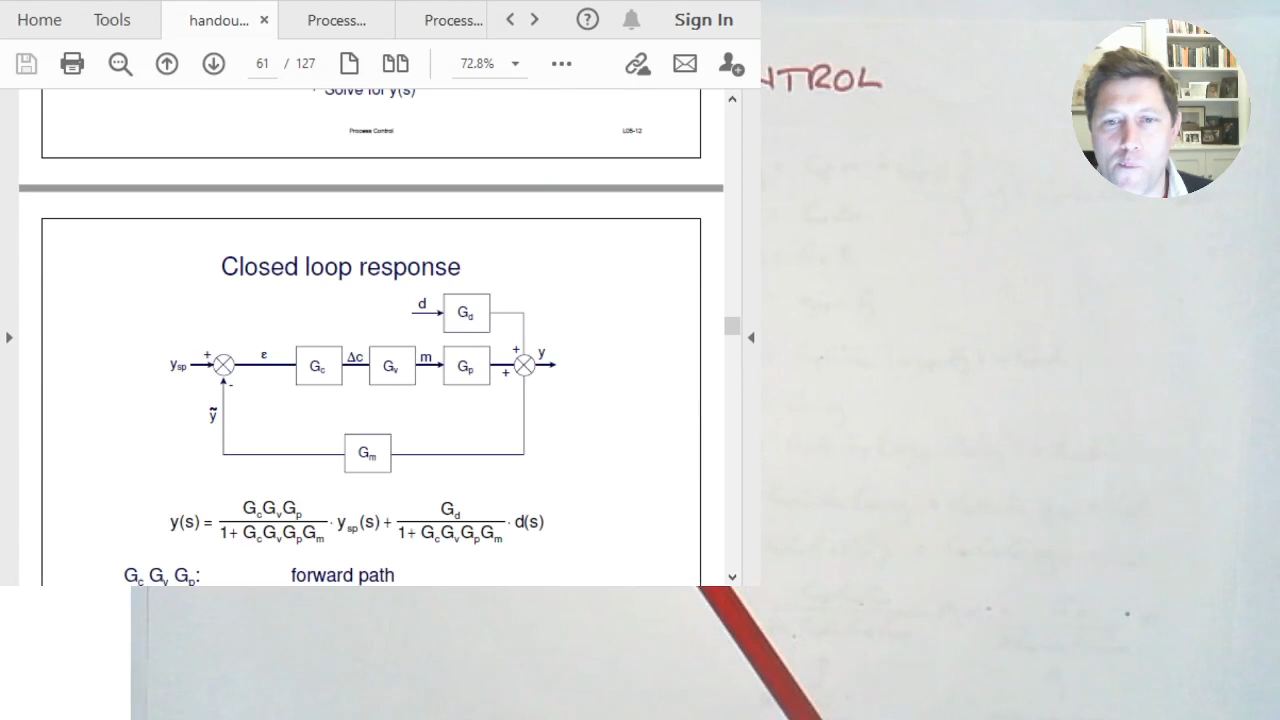 Home Tools handou... × Process... Process... ? Sign In
61 / 127 72.8%
NTROL
Solve for y(s)
Process Control L05-12
Closed loop response
d G_d
y_sp + ε G_c Δc G_v m G_p + + y
-
ỹ
G_m
y(s) = G_cG_vG_p / 1+ G_cG_vG_pG_m · y_sp(s) + G_d / 1+ G_cG_vG_pG_m · d(s)
G_c G_v G_p: forward path